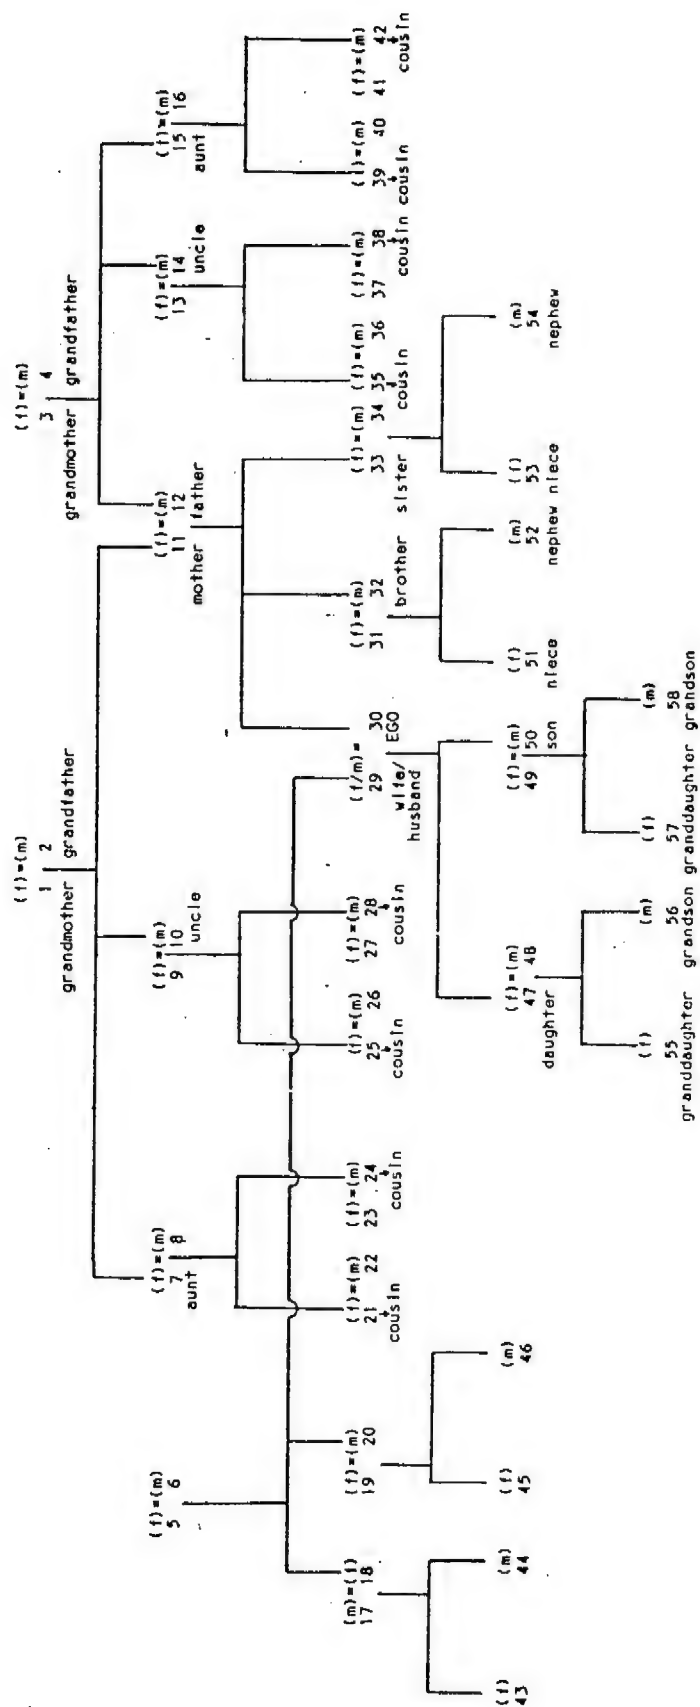 (f)=(m) (f)=(m)
1 2 3 4
grandmother grandfather grandmother grandfather
(f)=(m) (f)=(m) (f)=(m) (f)=(m) (f)=(m) (f)=(m)
5 6 7 8 9 10 11 12 13 14 15 16
aunt uncle mother father uncle aunt
(m)=(f) (f)=(m) (f)=(m) (f)=(m) (f)=(m) (f)=(m) (f/m)= (f)=(m) (f)=(m) (f)=(m) (f)=(m) (f)=(m) (f)=(m)
17 18 19 20 21 22 23 24 25 26 27 28 29 30 31 32 33 34 35 36 37 38 39 40 41 42
cousin cousin cousin cousin wife/ EGO brother sister cousin cousin cousin cousin
husband
(f) (m) (f) (m) (f)=(m) (f)=(m) (f) (m) (f) (m)
43 44 45 46 47 48 49 50 51 52 53 54
daughter son niece nephew niece nephew
(f) (m) (f) (m)
55 56 57 58
granddaughter grandson granddaughter grandson